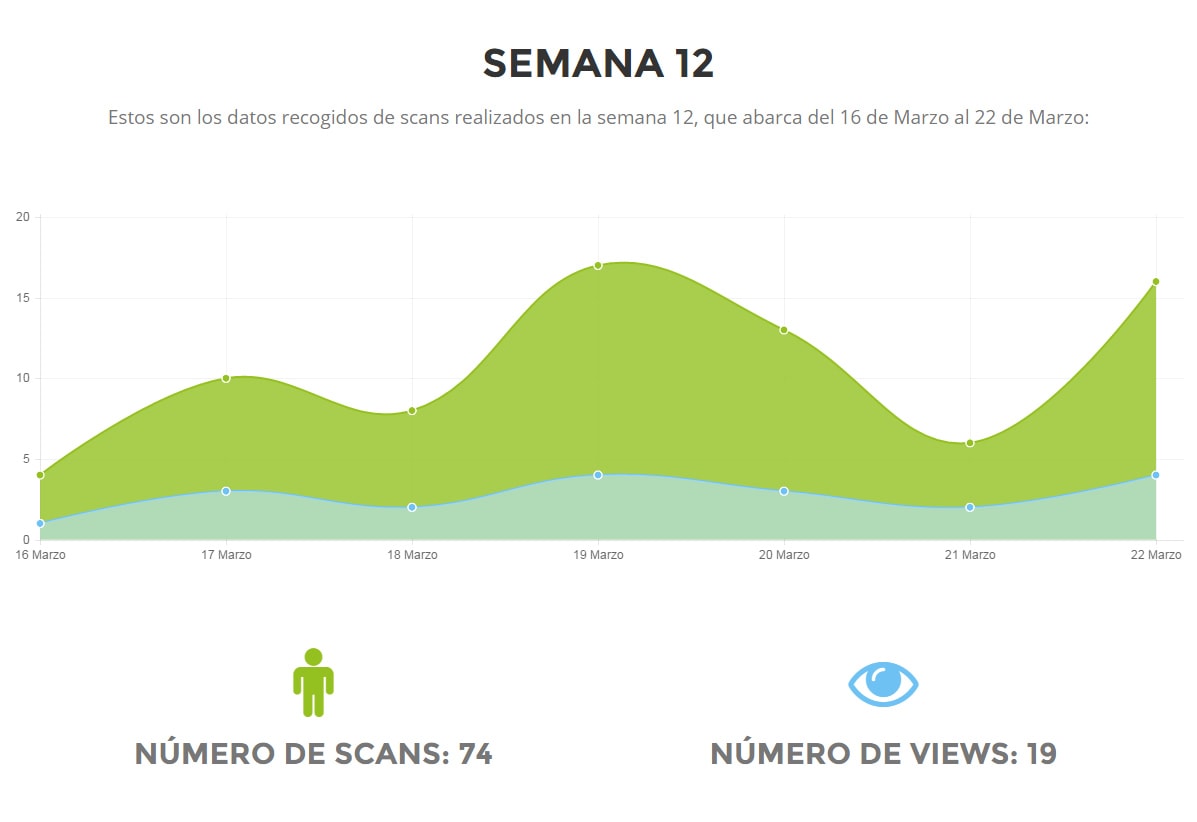 SEMANA 12
Estos son los datos recogidos de scans realizados en la semana 12, que abarca del 16 de Marzo al 22 de Marzo:
20
15
10
5
0
16 Marzo 17 Marzo 18 Marzo 19 Marzo 20 Marzo 21 Marzo 22 Marzo
NÚMERO DE SCANS: 74 NÚMERO DE VIEWS: 19